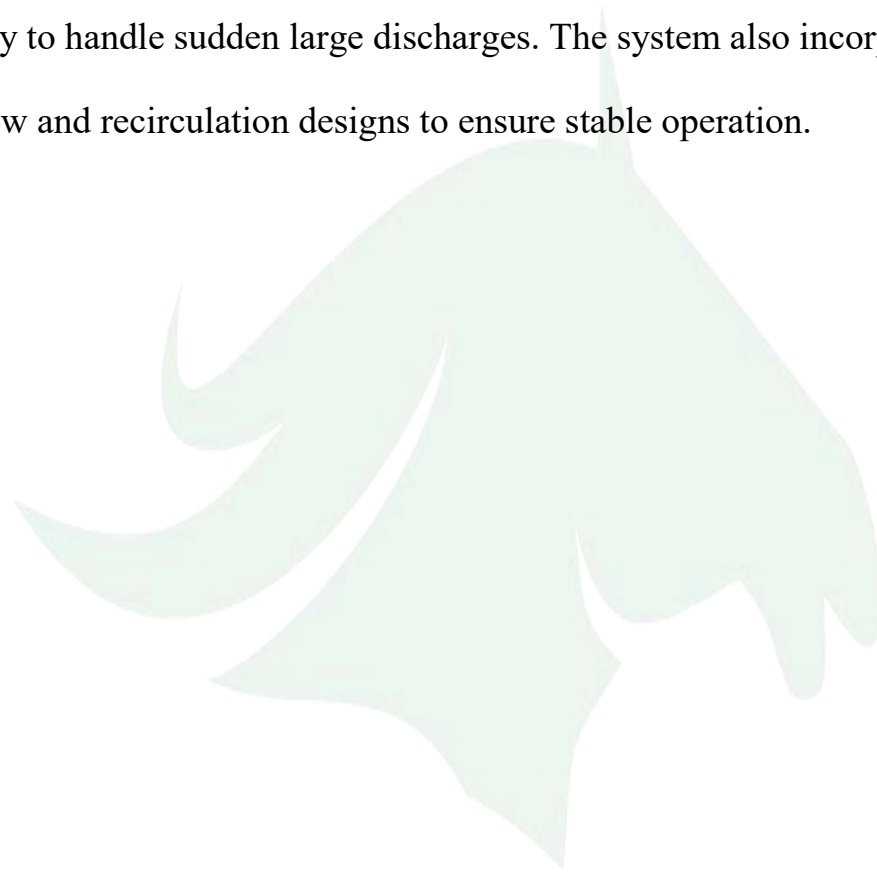 y to handle sudden large discharges. The system also incor
w and recirculation designs to ensure stable operation.